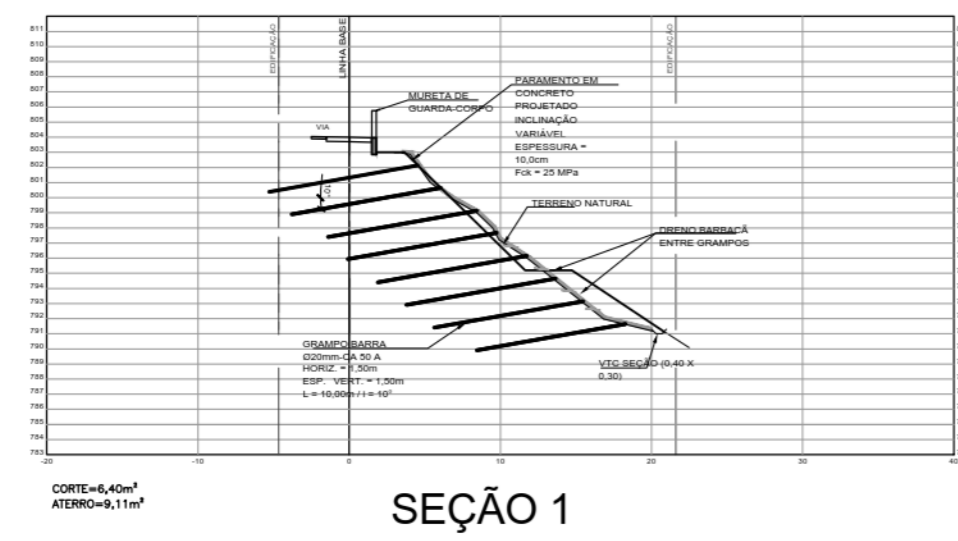 811
810
809
808
807
806
805
804
803
802
801
800
799
798
797
796
795
794
793
792
791
790
789
788
787
786
785
784
783
-20
-10
0
10
20
30
40
EDIFICAÇÃO
LINHA BASE
EDIFICAÇÃO
VIA
MURETA DE
GUARDA-CORPO
PARAMENTO EM
CONCRETO
PROJETADO
INCLINAÇÃO
VARIÁVEL
ESPESSURA =
10,0cm
Fck = 25 MPa
10°
TERRENO NATURAL
DRENO BARBACÃ
ENTRE GRAMPOS
GRAMPO BARRA
Ø20mm-CA 50 A
HORIZ. = 1,50m
ESP. VERT. = 1,50m
L = 10,00m / I = 10°
VTC SEÇÃO (0,40 X
0,30)
CORTE=6,40m²
ATERRO=9,11m²
SEÇÃO 1